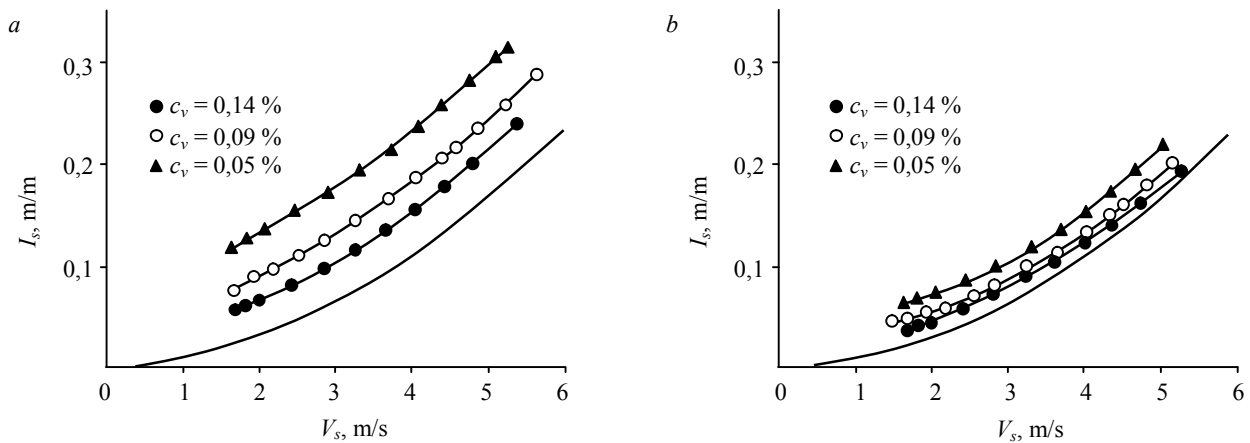 a
0,3
0,2
0,1
I_s, m/m
c_v = 0,14 %
c_v = 0,09 %
c_v = 0,05 %
0 1 2 3 4 5 6
V_s, m/s
b
0,3
0,2
0,1
I_s, m/m
c_v = 0,14 %
c_v = 0,09 %
c_v = 0,05 %
0 1 2 3 4 5 6
V_s, m/s